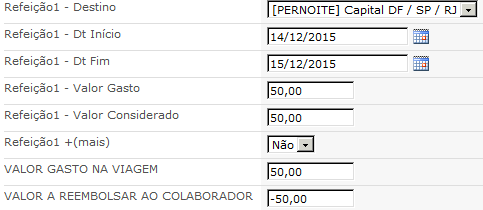 Refeição1 - Destino [PERNOITE] Capital DF / SP / RJ
Refeição1 - Dt Início 14/12/2015
Refeição1 - Dt Fim 15/12/2015
Refeição1 - Valor Gasto 50,00
Refeição1 - Valor Considerado 50,00
Refeição1 +(mais) Não
VALOR GASTO NA VIAGEM 50,00
VALOR A REEMBOLSAR AO COLABORADOR -50,00